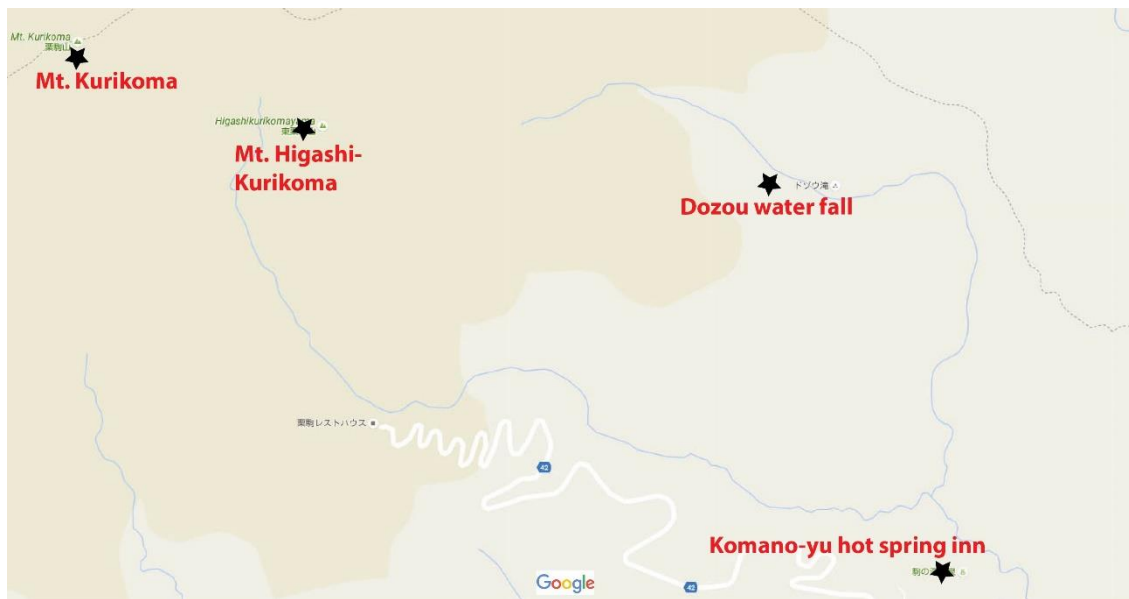 Mt. Kurikoma
栗駒山
Mt. Kurikoma
Higashikurikomayama
Mt. Higashi-
Kurikoma
ドゾウ滝
Dozou water fall
栗駒レストハウス
42
Komano-yu hot spring inn
42
Google